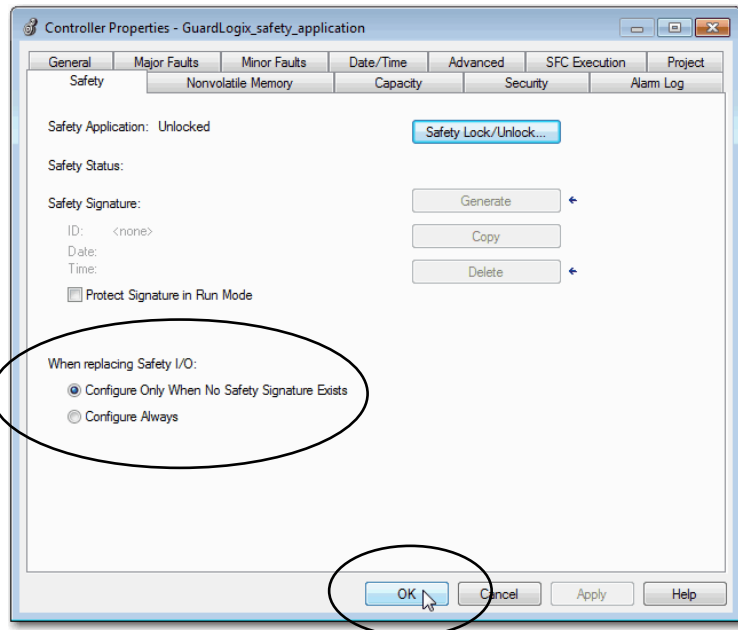 Controller Properties - GuardLogix_safety_application
General Major Faults Minor Faults Date/Time Advanced SFC Execution Project
Safety Nonvolatile Memory Capacity Security Alarm Log
Safety Application: Unlocked Safety Lock/Unlock...
Safety Status:
Safety Signature: Generate
ID: <none> Copy
Date:
Time: Delete
Protect Signature in Run Mode
When replacing Safety I/O:
Configure Only When No Safety Signature Exists
Configure Always
OK Cancel Apply Help